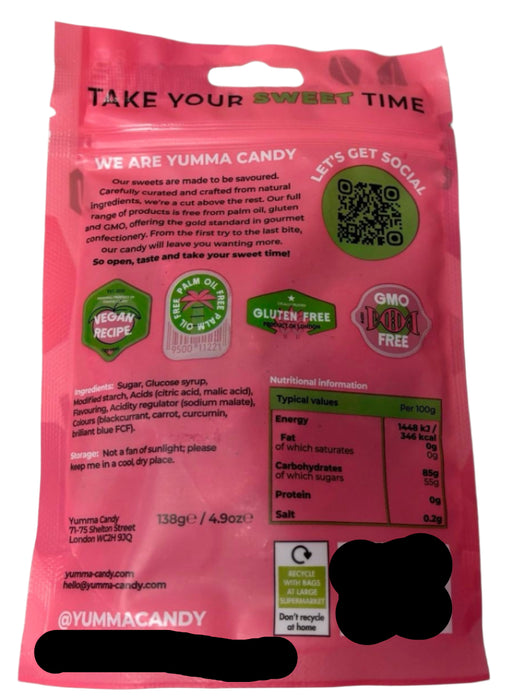 TAKE YOUR SWEET TIME
WE ARE YUMMA CANDY
LET'S GET SOCIAL
Our sweets are made to be savoured.
Carefully curated and crafted from natural
ingredients, we're a cut above the rest. Our full
range of products is free from palm oil, gluten
and GMO, offering the gold standard in gourmet
confectionery. From the first try to the last bite,
our candy will leave you wanting more.
So open, taste and take your sweet time!
VEGAN
RECIPE
PALM OIL FREE PALM OIL FREE
9500 11221
GLUTEN FREE
PRODUCT OF LONDON
GMO
FREE
Ingredients: Sugar, Glucose syrup,
Modified starch, Acids (citric acid, malic acid),
Flavouring, Acidity regulator (sodium malate),
Colours (blackcurrant, carrot, curcumin,
brilliant blue FCF).
Storage: Not a fan of sunlight; please
keep me in a cool, dry place.
Nutritional information
Typical values Per 100g
Energy 1448 kJ /
346 kcal
Fat 0g
of which saturates 0g
Carbohydrates 85g
of which sugars 55g
Protein 0g
Salt 0.2g
Yumma Candy
71-75 Shelton Street
London WC2H 9JQ
138g℮ / 4.9oz℮
yumma-candy.com
hello@yumma-candy.com
RECYCLE
WITH BAGS
AT LARGE
SUPERMARKET
Don't recycle
at home
@YUMMACANDY